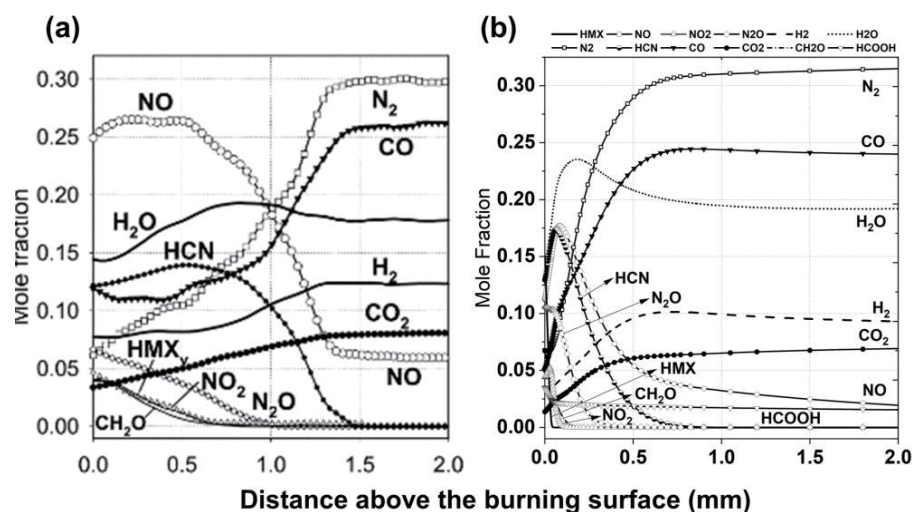 (a)
Mole fraction
0.30
0.25
0.20
0.15
0.10
0.05
0.00
NO
N2
CO
H2O
HCN
H2
CO2
HMXy
NO2
N2O
CH2O
NO
0.0 0.5 1.0 1.5 2.0
(b)
HMX NO NO2 N2O H2 H2O
N2 HCN CO CO2 CH2O HCOOH
Mole Fraction
0.30
0.25
0.20
0.15
0.10
0.05
0.00
N2
CO
H2O
HCN
N2O
H2
CO2
HMX
CH2O
NO
NO2
HCOOH
0.0 0.5 1.0 1.5 2.0
Distance above the burning surface (mm)